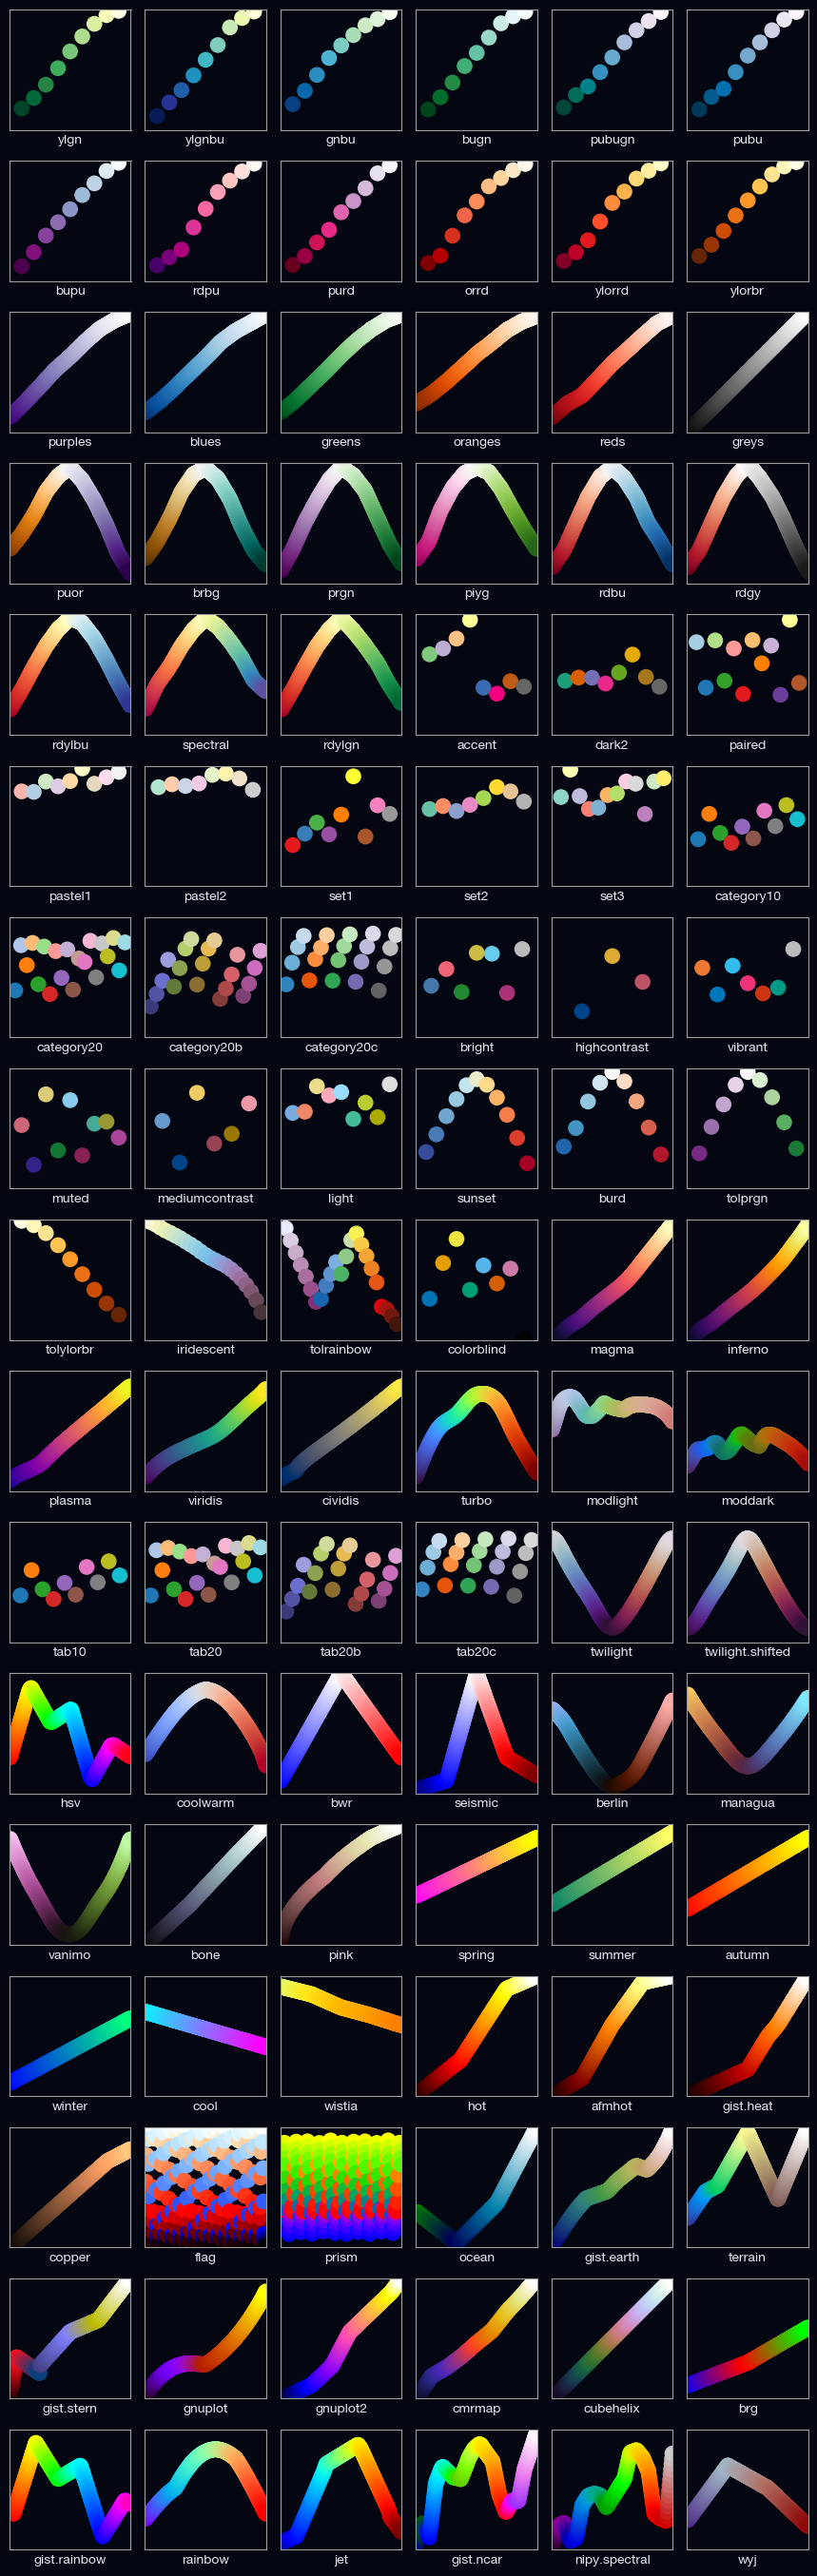 ylgn ylgnbu gnbu bugn pubugn pubu
bupu rdpu purd orrd ylorrd ylorbr
purples blues greens oranges reds greys
puor brbg prgn piyg rdbu rdgy
rdylbu spectral rdylgn accent dark2 paired
pastel1 pastel2 set1 set2 set3 category10
category20 category20b category20c bright highcontrast vibrant
muted mediumcontrast light sunset burd tolprgn
tolylorbr iridescent tolrainbow colorblind magma inferno
plasma viridis cividis turbo modlight moddark
tab10 tab20 tab20b tab20c twilight twilight.shifted
hsv coolwarm bwr seismic berlin managua
vanimo bone pink spring summer autumn
winter cool wistia hot afmhot gist.heat
copper flag prism ocean gist.earth terrain
gist.stern gnuplot gnuplot2 cmrmap cubehelix brg
gist.rainbow rainbow jet gist.ncar nipy.spectral wyj